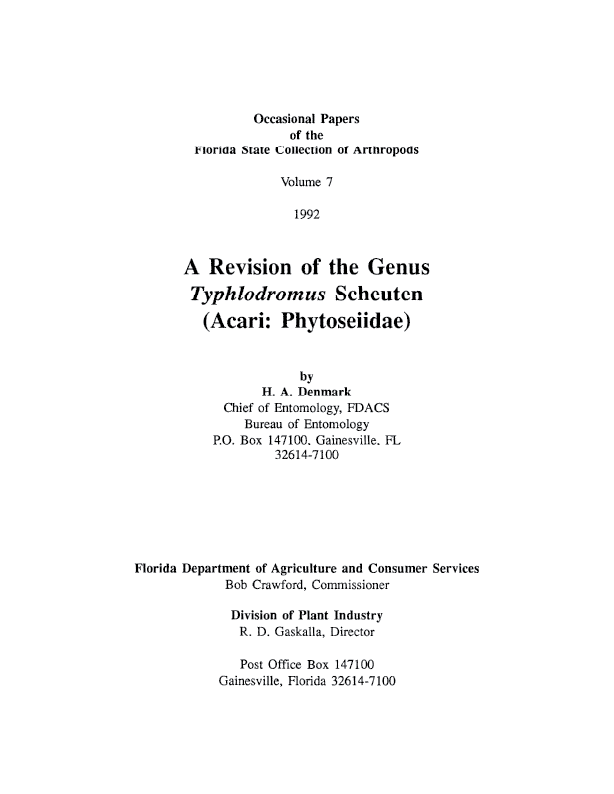 Occasional Papers
of the
Florida State Collection of Arthropods
Volume 7
1992
A Revision of the Genus
Typhlodromus Scheuten
(Acari: Phytoseiidae)
by
H. A. Denmark
Chief of Entomology, FDACS
Bureau of Entomology
P.O. Box 147100, Gainesville, FL
32614-7100
Florida Department of Agriculture and Consumer Services
Bob Crawford, Commissioner
Division of Plant Industry
R. D. Gaskalla, Director
Post Office Box 147100
Gainesville, Florida 32614-7100